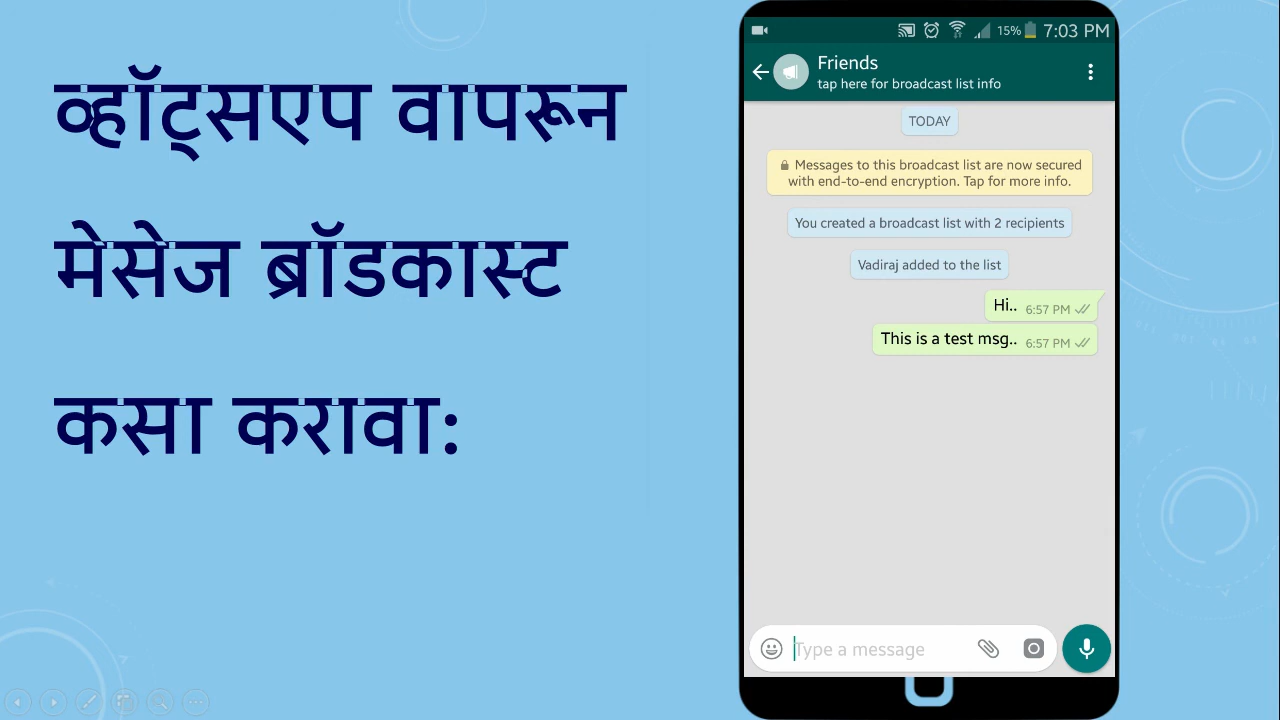 व्हॉट्सएप वापरून
मेसेज ब्रॉडकास्ट
कसा करावा:
15% 7:03 PM
Friends
tap here for broadcast list info
TODAY
Messages to this broadcast list are now secured
with end-to-end encryption. Tap for more info.
You created a broadcast list with 2 recipients
Vadiraj added to the list
Hi.. 6:57 PM
This is a test msg.. 6:57 PM
Type a message